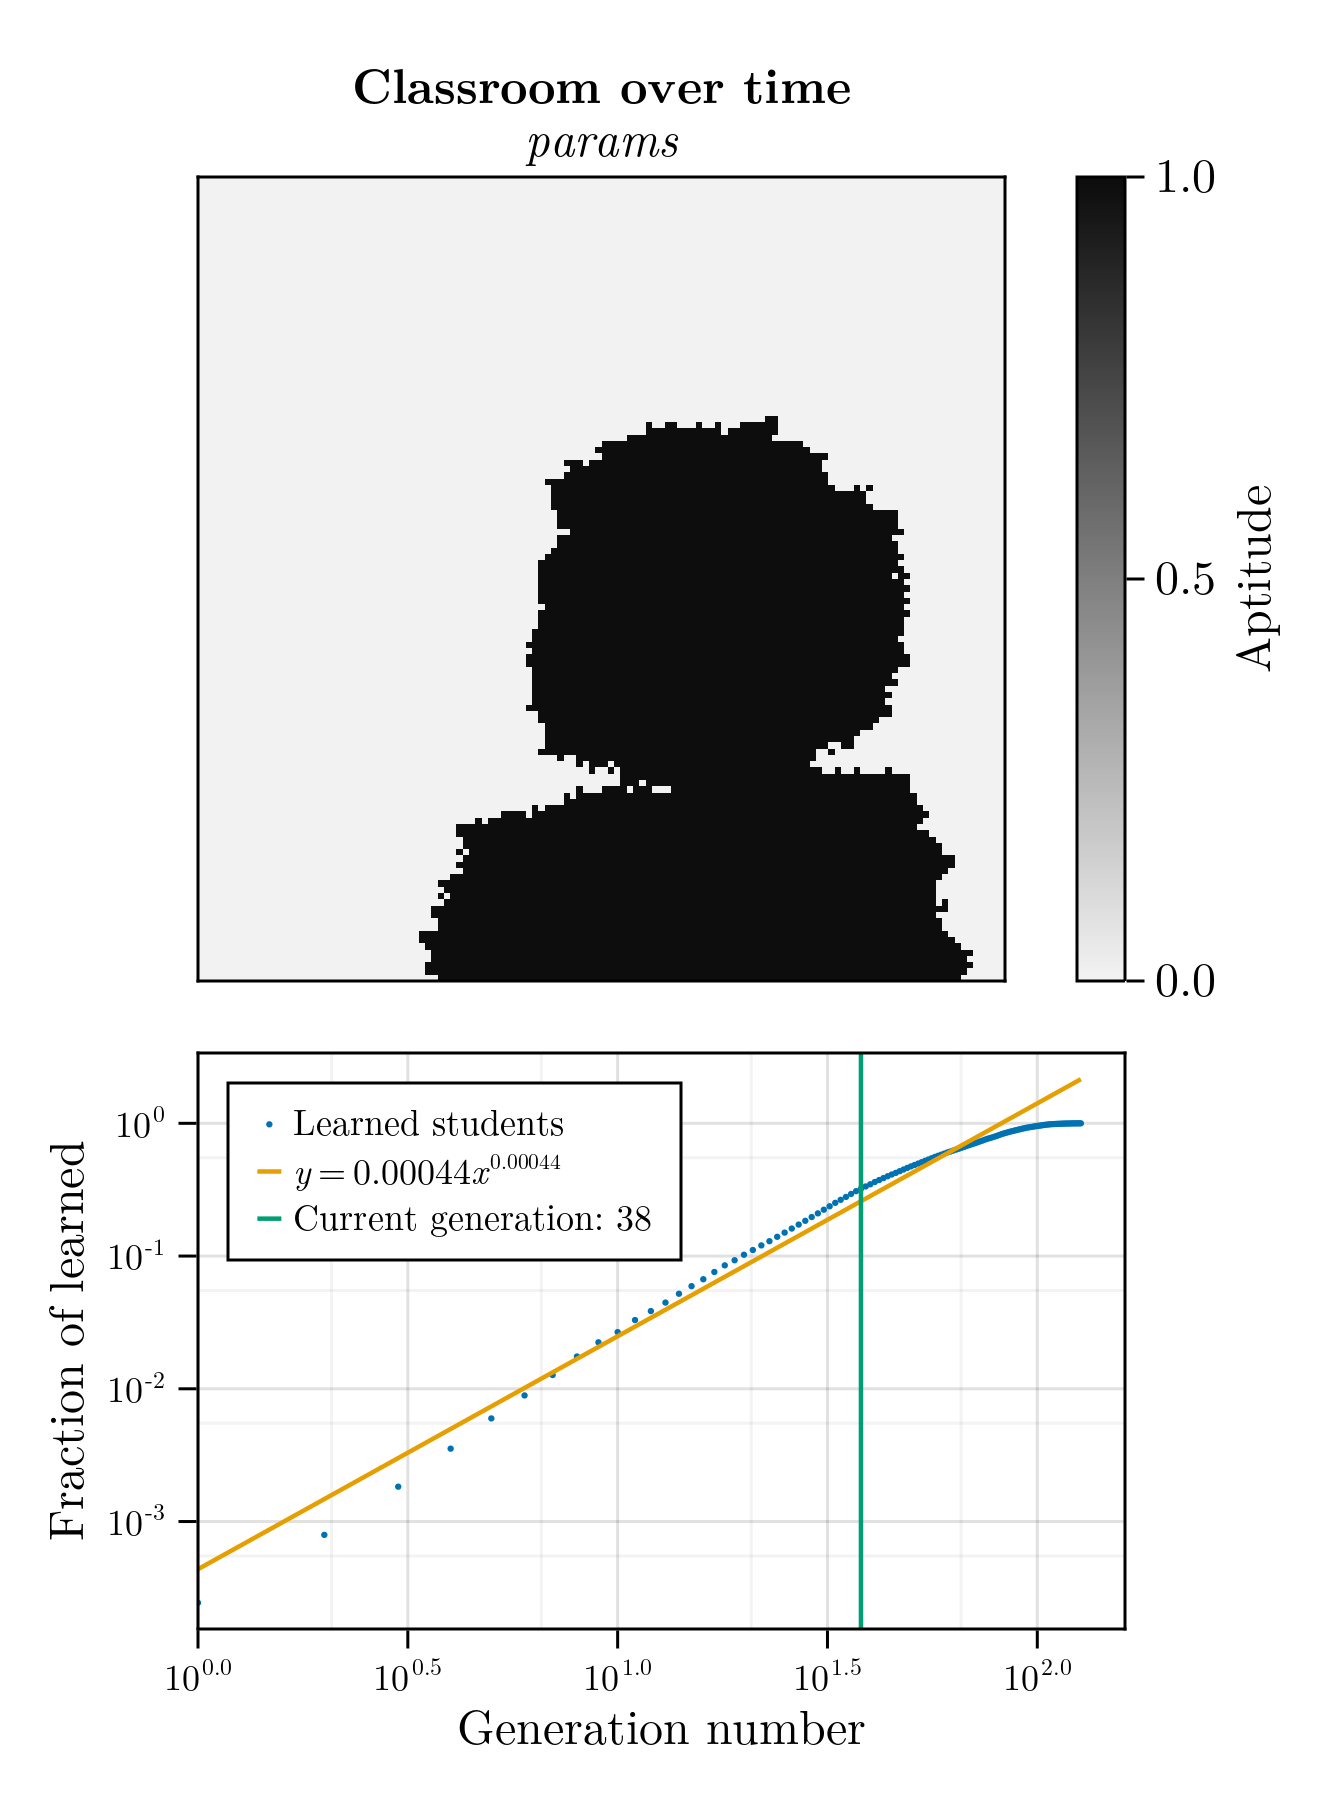 Classroom over time
params
1.0
0.5
0.0
Aptitude
Learned students
y = 0.00044x^0.00044
Current generation: 38
10^0
10^-1
10^-2
10^-3
Fraction of learned
10^0.0 10^0.5 10^1.0 10^1.5 10^2.0
Generation number